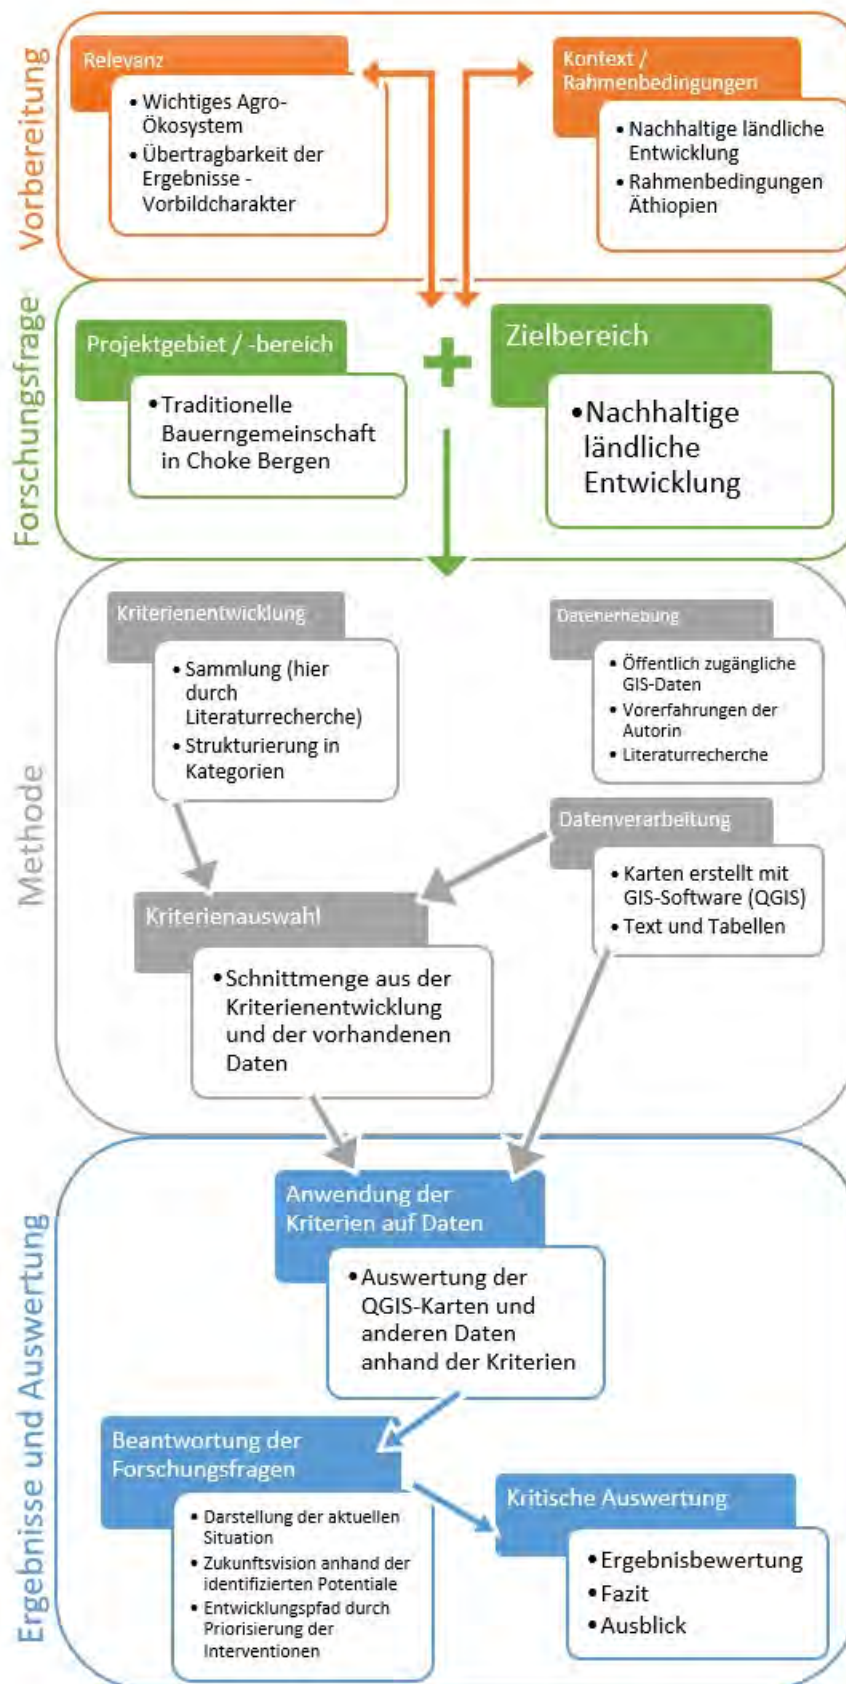 Vorbereitung
Relevanz
• Wichtiges Agro-
Ökosystem
• Übertragbarkeit der
Ergebnisse -
Vorbildcharakter
Kontext /
Rahmenbedingungen
• Nachhaltige ländliche
Entwicklung
• Rahmenbedingungen
Äthiopien
Forschungsfrage
Projektgebiet / -bereich
• Traditionelle
Bauerngemeinschaft
in Choke Bergen
+
Zielbereich
• Nachhaltige
ländliche
Entwicklung
Methode
Kriterienentwicklung
• Sammlung (hier
durch
Literaturrecherche)
• Strukturierung in
Kategorien
Datenerhebung
• Öffentlich zugängliche
GIS-Daten
• Vorerfahrungen der
Autorin
• Literaturrecherche
Datenverarbeitung
• Karten erstellt mit
GIS-Software (QGIS)
• Text und Tabellen
Kriterienauswahl
• Schnittmenge aus der
Kriterienentwicklung
und der vorhandenen
Daten
Ergebnisse und Auswertung
Anwendung der
Kriterien auf Daten
• Auswertung der
QGIS-Karten und
anderen Daten
anhand der Kriterien
Beantwortung der
Forschungsfragen
• Darstellung der aktuellen
Situation
• Zukunftsvision anhand der
identifizierten Potentiale
• Entwicklungspfad durch
Priorisierung der
Interventionen
Kritische Auswertung
• Ergebnisbewertung
• Fazit
• Ausblick